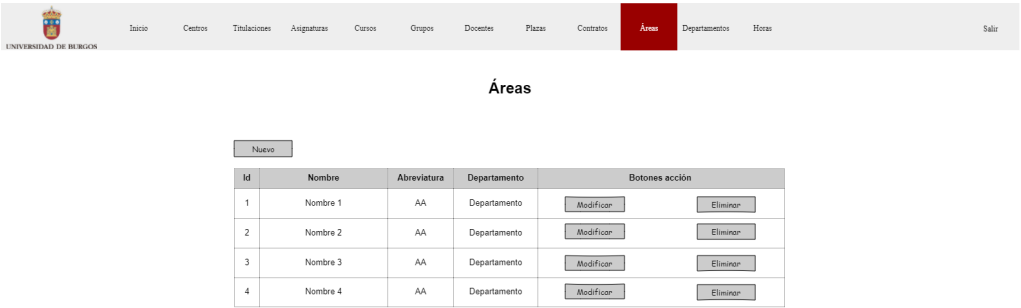 UNIVERSIDAD DE BURGOS
Inicio Centros Titulaciones Asignaturas Cursos Grupos Docentes Plazas Contratos Áreas Departamentos Horas Salir
Áreas
Nuevo
Id Nombre Abreviatura Departamento Botones acción
1 Nombre 1 AA Departamento Modificar Eliminar
2 Nombre 2 AA Departamento Modificar Eliminar
3 Nombre 3 AA Departamento Modificar Eliminar
4 Nombre 4 AA Departamento Modificar Eliminar